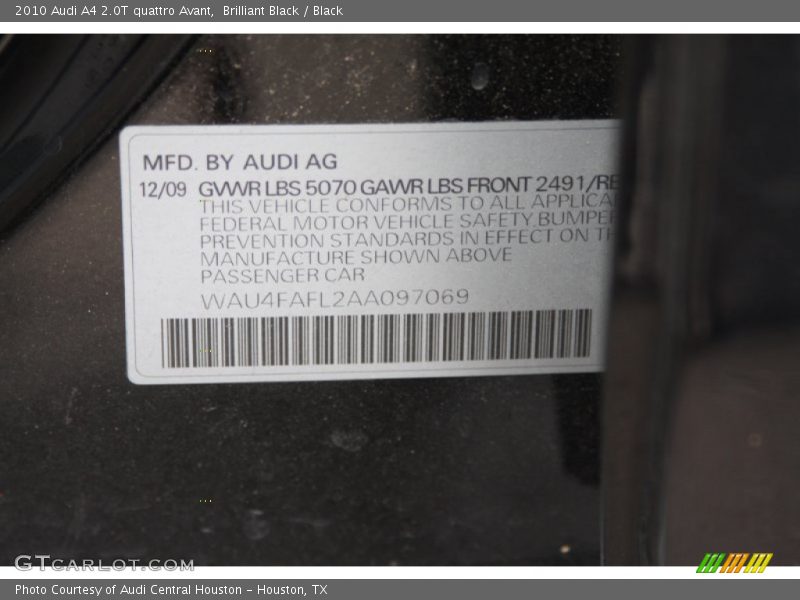 2010 Audi A4 2.0T quattro Avant,  Brilliant Black / Black
MFD. BY AUDI AG
12/09 GVWR LBS 5070 GAWR LBS FRONT 2491/RE
THIS VEHICLE CONFORMS TO ALL APPLICA
FEDERAL MOTOR VEHICLE SAFETY BUMPER
PREVENTION STANDARDS IN EFFECT ON TH
MANUFACTURE SHOWN ABOVE
PASSENGER CAR
WAU4FAFL2AA097069
GTCARLOT.COM
Photo Courtesy of Audi Central Houston - Houston, TX